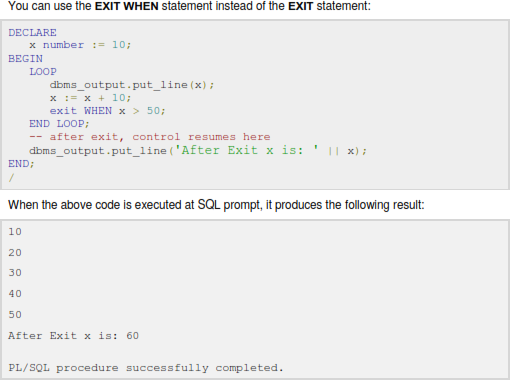 You can use the EXIT WHEN statement instead of the EXIT statement:
DECLARE
   x number := 10;
BEGIN
   LOOP
      dbms_output.put_line(x);
      x := x + 10;
      exit WHEN x > 50;
   END LOOP;
   -- after exit, control resumes here
   dbms_output.put_line('After Exit x is: ' || x);
END;
/
When the above code is executed at SQL prompt, it produces the following result:
10
20
30
40
50
After Exit x is: 60
PL/SQL procedure successfully completed.